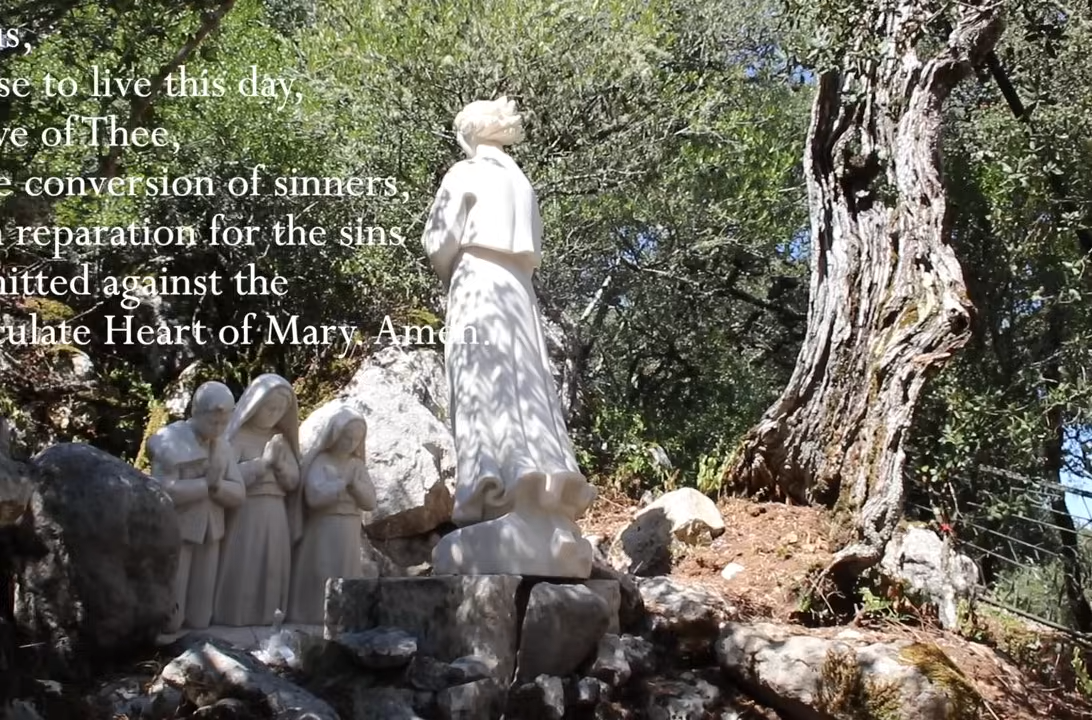 us,
se to live this day,
ve of Thee,
e conversion of sinners,
reparation for the sins
mitted against the
culate Heart of Mary. Amen.